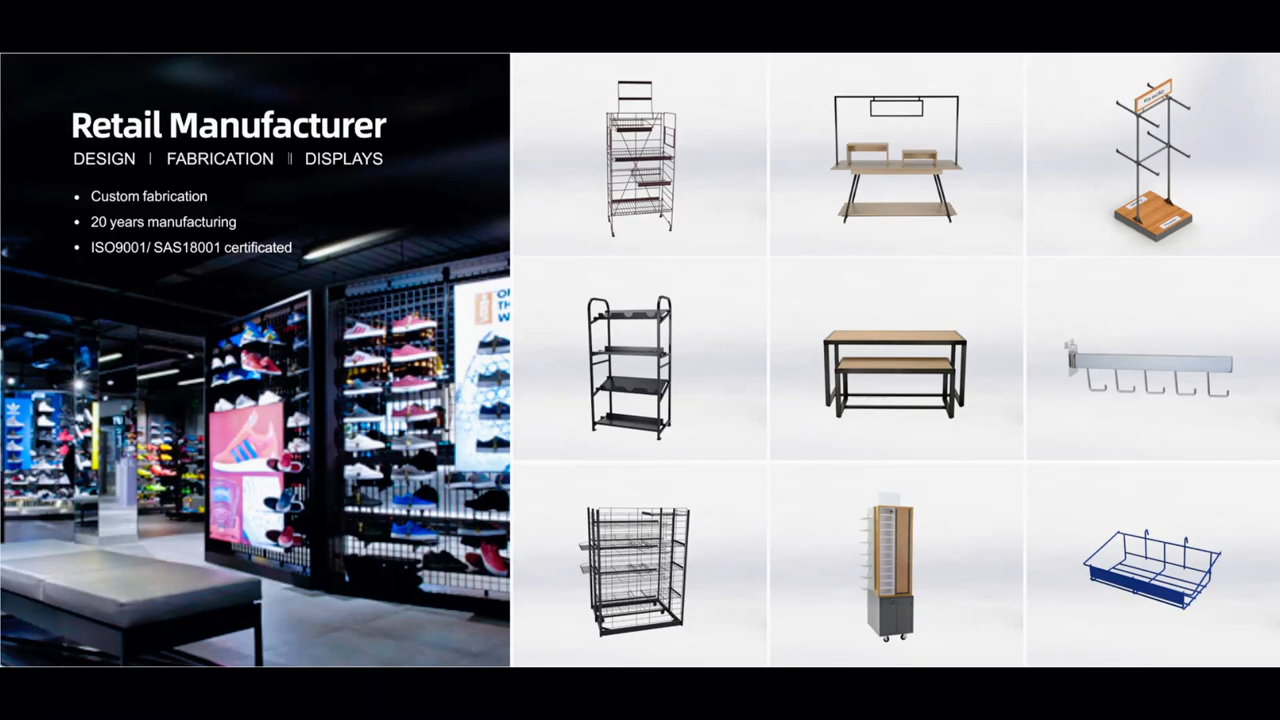 Retail Manufacturer
DESIGN | FABRICATION || DISPLAYS
• Custom fabrication
• 20 years manufacturing
• ISO9001/ SAS18001 certificated